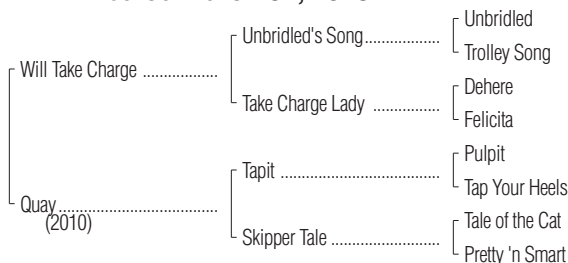 Unbridled
Unbridled's Song
Trolley Song
Will Take Charge
Dehere
Take Charge Lady
Felicita
Pulpit
Tapit
Tap Your Heels
Quay
(2010)
Tale of the Cat
Skipper Tale
Pretty 'n Smart